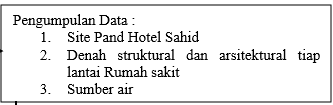 Pengumpulan Data :
1. Site Pand Hotel Sahid
2. Denah struktural dan arsitektural tiap
lantai Rumah sakit
3. Sumber air